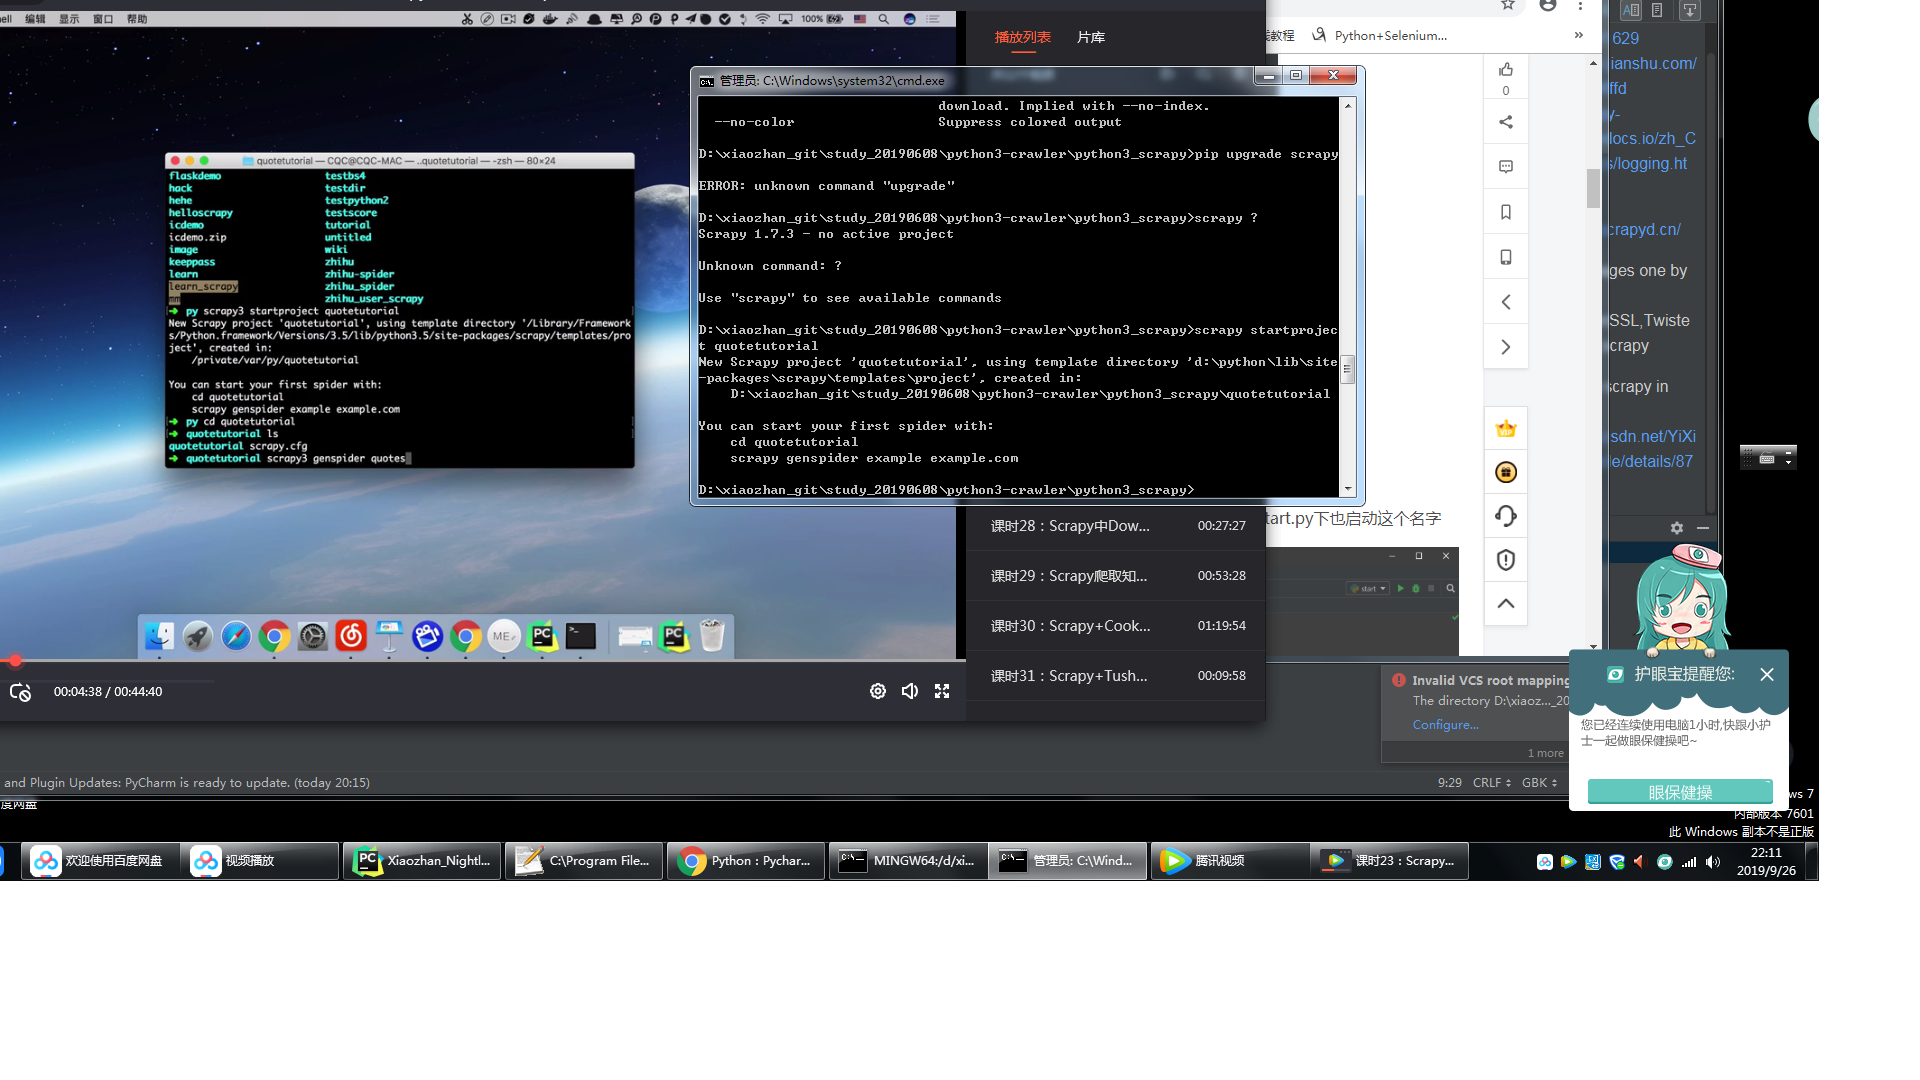 编辑 显示 窗口 帮助
100%
播放列表 片库
Python+Selenium...
»
0
629
ianshu.com/
ffd
y-
locs.io/zh_C
s/logging.ht
crapyd.cn/
ges one by
SSL,Twiste
crapy
scrapy in
sdn.net/YiXi
le/details/87
quotetutorial — CQC@CQC-MAC — ..quotetutorial — -zsh — 80×24
flaskdemo testbs4
hack testdir
hehe testpython2
helloscrapy testscore
icdemo tutorial
icdemo.zip untitled
image wiki
keeppass zhihu
learn zhihu-spider
learn_scrapy zhihu_spider
mm zhihu_user_scrapy
➜ py scrapy3 startproject quotetutorial
New Scrapy project 'quotetutorial', using template directory '/Library/Framework
s/Python.framework/Versions/3.5/lib/python3.5/site-packages/scrapy/templates/pro
ject', created in:
/private/var/py/quotetutorial
You can start your first spider with:
cd quotetutorial
scrapy genspider example example.com
➜ py cd quotetutorial
➜ quotetutorial ls
quotetutorial scrapy.cfg
➜ quotetutorial scrapy3 genspider quotes
管理员: C:\Windows\system32\cmd.exe
download. Implied with --no-index.
--no-color Suppress colored output
D:\xiaozhan_git\study_20190608\python3-crawler\python3_scrapy>pip upgrade scrapy
ERROR: unknown command "upgrade"
D:\xiaozhan_git\study_20190608\python3-crawler\python3_scrapy>scrapy ?
Scrapy 1.7.3 - no active project
Unknown command: ?
Use "scrapy" to see available commands
D:\xiaozhan_git\study_20190608\python3-crawler\python3_scrapy>scrapy startprojec
t quotetutorial
New Scrapy project 'quotetutorial', using template directory 'd:\python\lib\site
-packages\scrapy\templates\project', created in:
D:\xiaozhan_git\study_20190608\python3-crawler\python3_scrapy\quotetutorial
You can start your first spider with:
cd quotetutorial
scrapy genspider example example.com
D:\xiaozhan_git\study_20190608\python3-crawler\python3_scrapy>
课时28：Scrapy中Dow... 00:27:27
课时29：Scrapy爬取知... 00:53:28
课时30：Scrapy+Cook... 01:19:54
课时31：Scrapy+Tush... 00:09:58
tart.py下也启动这个名字
start
00:04:38 / 00:44:40
Invalid VCS root mapping
The directory D:\xiaoz..._20
Configure...
1 more
护眼宝提醒您:
您已经连续使用电脑1小时,快跟小护
士一起做眼保健操吧~
眼保健操
and Plugin Updates: PyCharm is ready to update. (today 20:15)
9:29 CRLF GBK
度网盘
ws 7
内部版本 7601
此 Windows 副本不是正版
欢迎使用百度网盘
视频播放
Xiaozhan_Nightl...
C:\Program File...
Python : Pychar...
MINGW64:/d/xi...
管理员: C:\Wind...
腾讯视频
课时23：Scrapy...
22:11
2019/9/26